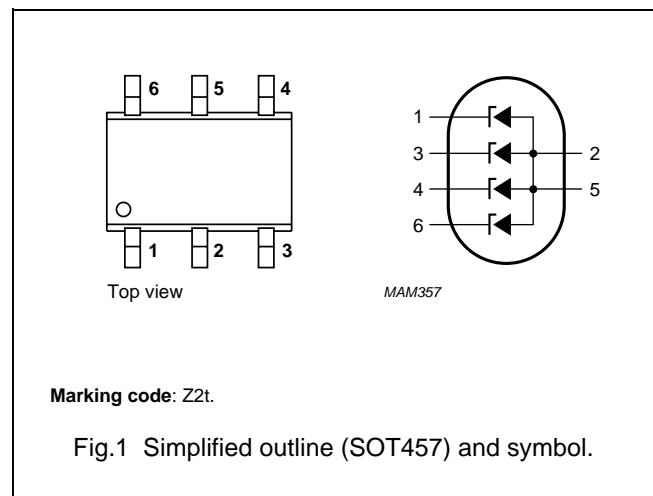 6 5 4
1 2 3
Top view
1
3 2
4 5
6
MAM357
Marking code: Z2t.
Fig.1 Simplified outline (SOT457) and symbol.